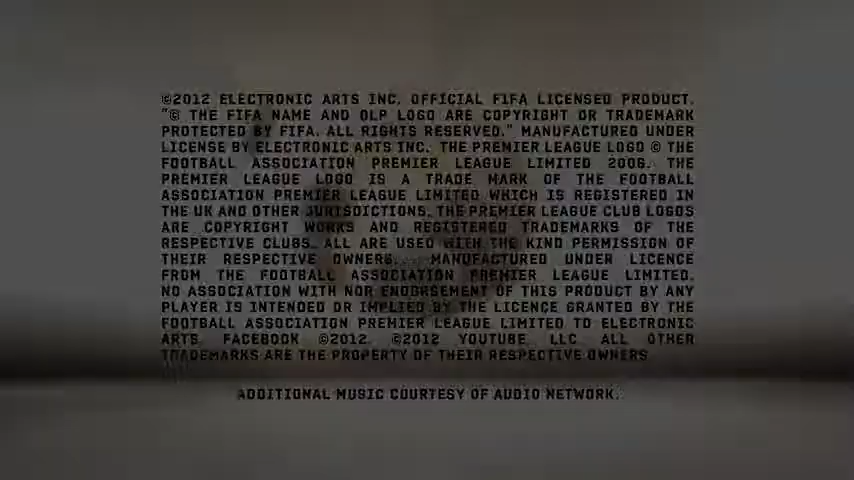 ©2012 ELECTRONIC ARTS INC. OFFICIAL FIFA LICENSED PRODUCT.
"© THE FIFA NAME AND OLP LOGO ARE COPYRIGHT OR TRADEMARK
PROTECTED BY FIFA. ALL RIGHTS RESERVED." MANUFACTURED UNDER
LICENSE BY ELECTRONIC ARTS INC. THE PREMIER LEAGUE LOGO © THE
FOOTBALL ASSOCIATION PREMIER LEAGUE LIMITED 2006. THE
PREMIER LEAGUE LOGO IS A TRADE MARK OF THE FOOTBALL
ASSOCIATION PREMIER LEAGUE LIMITED WHICH IS REGISTERED IN
THE UK AND OTHER JURISDICTIONS. THE PREMIER LEAGUE CLUB LOGOS
ARE COPYRIGHT WORKS AND REGISTERED TRADEMARKS OF THE
RESPECTIVE CLUBS. ALL ARE USED WITH THE KIND PERMISSION OF
THEIR RESPECTIVE OWNERS. MANUFACTURED UNDER LICENCE
FROM THE FOOTBALL ASSOCIATION PREMIER LEAGUE LIMITED.
NO ASSOCIATION WITH NOR ENDORSEMENT OF THIS PRODUCT BY ANY
PLAYER IS INTENDED OR IMPLIED BY THE LICENCE GRANTED BY THE
FOOTBALL ASSOCIATION PREMIER LEAGUE LIMITED TO ELECTRONIC
ARTS. FACEBOOK ©2012. ©2012 YOUTUBE, LLC ALL OTHER
TRADEMARKS ARE THE PROPERTY OF THEIR RESPECTIVE OWNERS
ADDITIONAL MUSIC COURTESY OF AUDIO NETWORK.